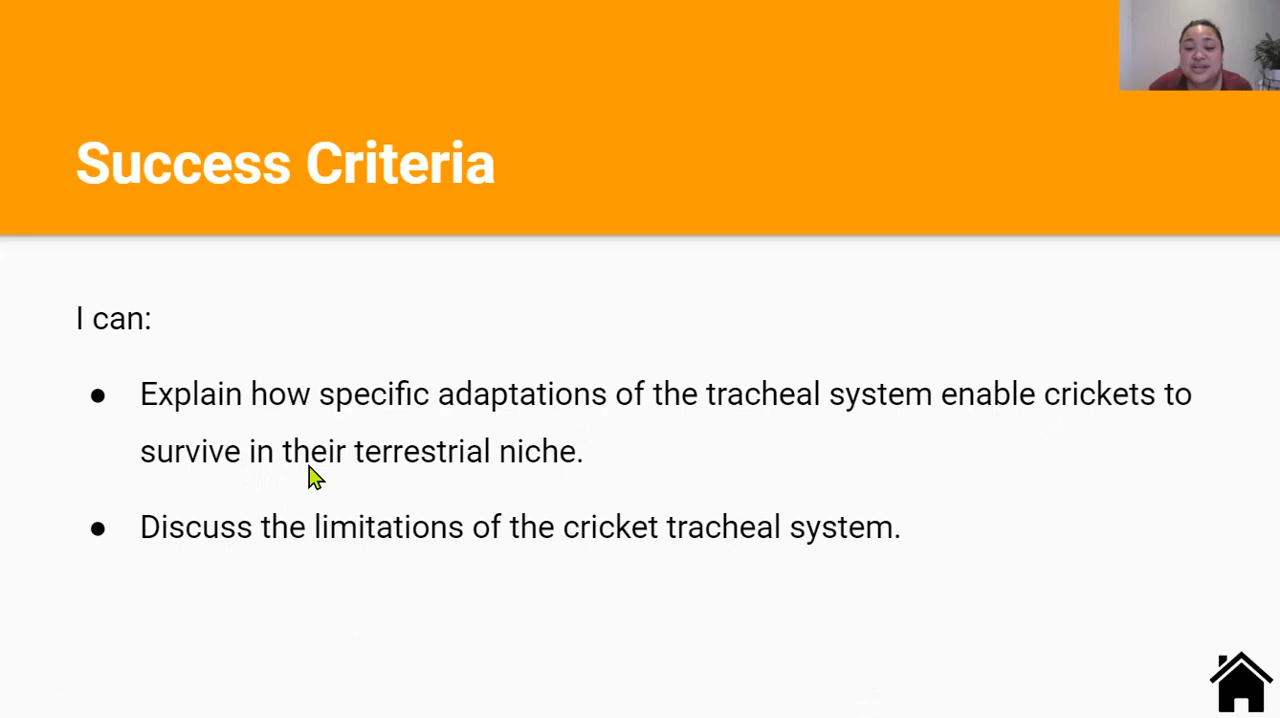 Success Criteria
I can:
● Explain how specific adaptations of the tracheal system enable crickets to
survive in their terrestrial niche.
● Discuss the limitations of the cricket tracheal system.